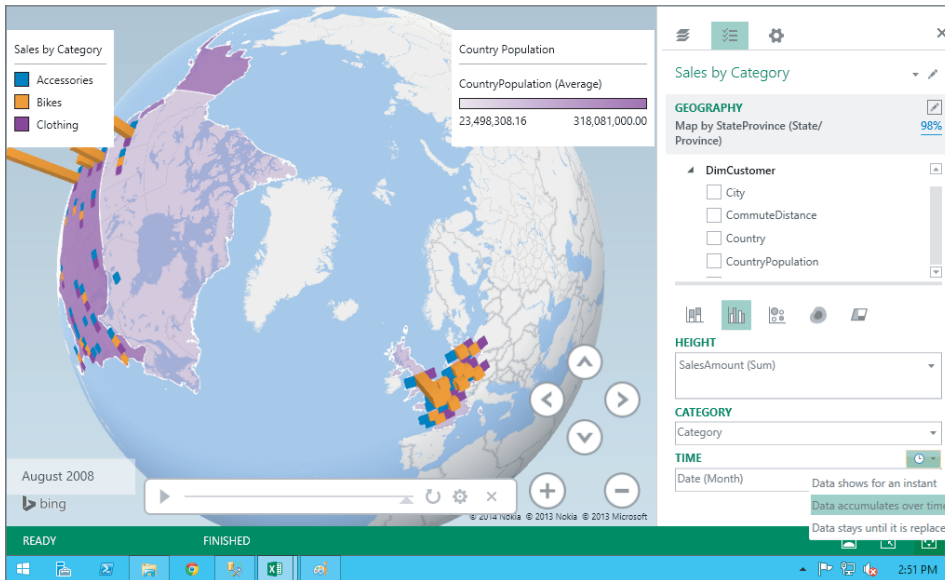 Sales by Category
Accessories
Bikes
Clothing
Country Population
CountryPopulation (Average)
23,498,308.16 318,081,000.00
August 2008
bing
© 2014 Nokia © 2013 Nokia © 2013 Microsoft
Sales by Category
GEOGRAPHY
Map by StateProvince (State/
Province)
98%
DimCustomer
City
CommuteDistance
Country
CountryPopulation
HEIGHT
SalesAmount (Sum)
CATEGORY
Category
TIME
Date (Month)
Data shows for an instant
Data accumulates over time
Data stays until it is replace
READY FINISHED
2:51 PM